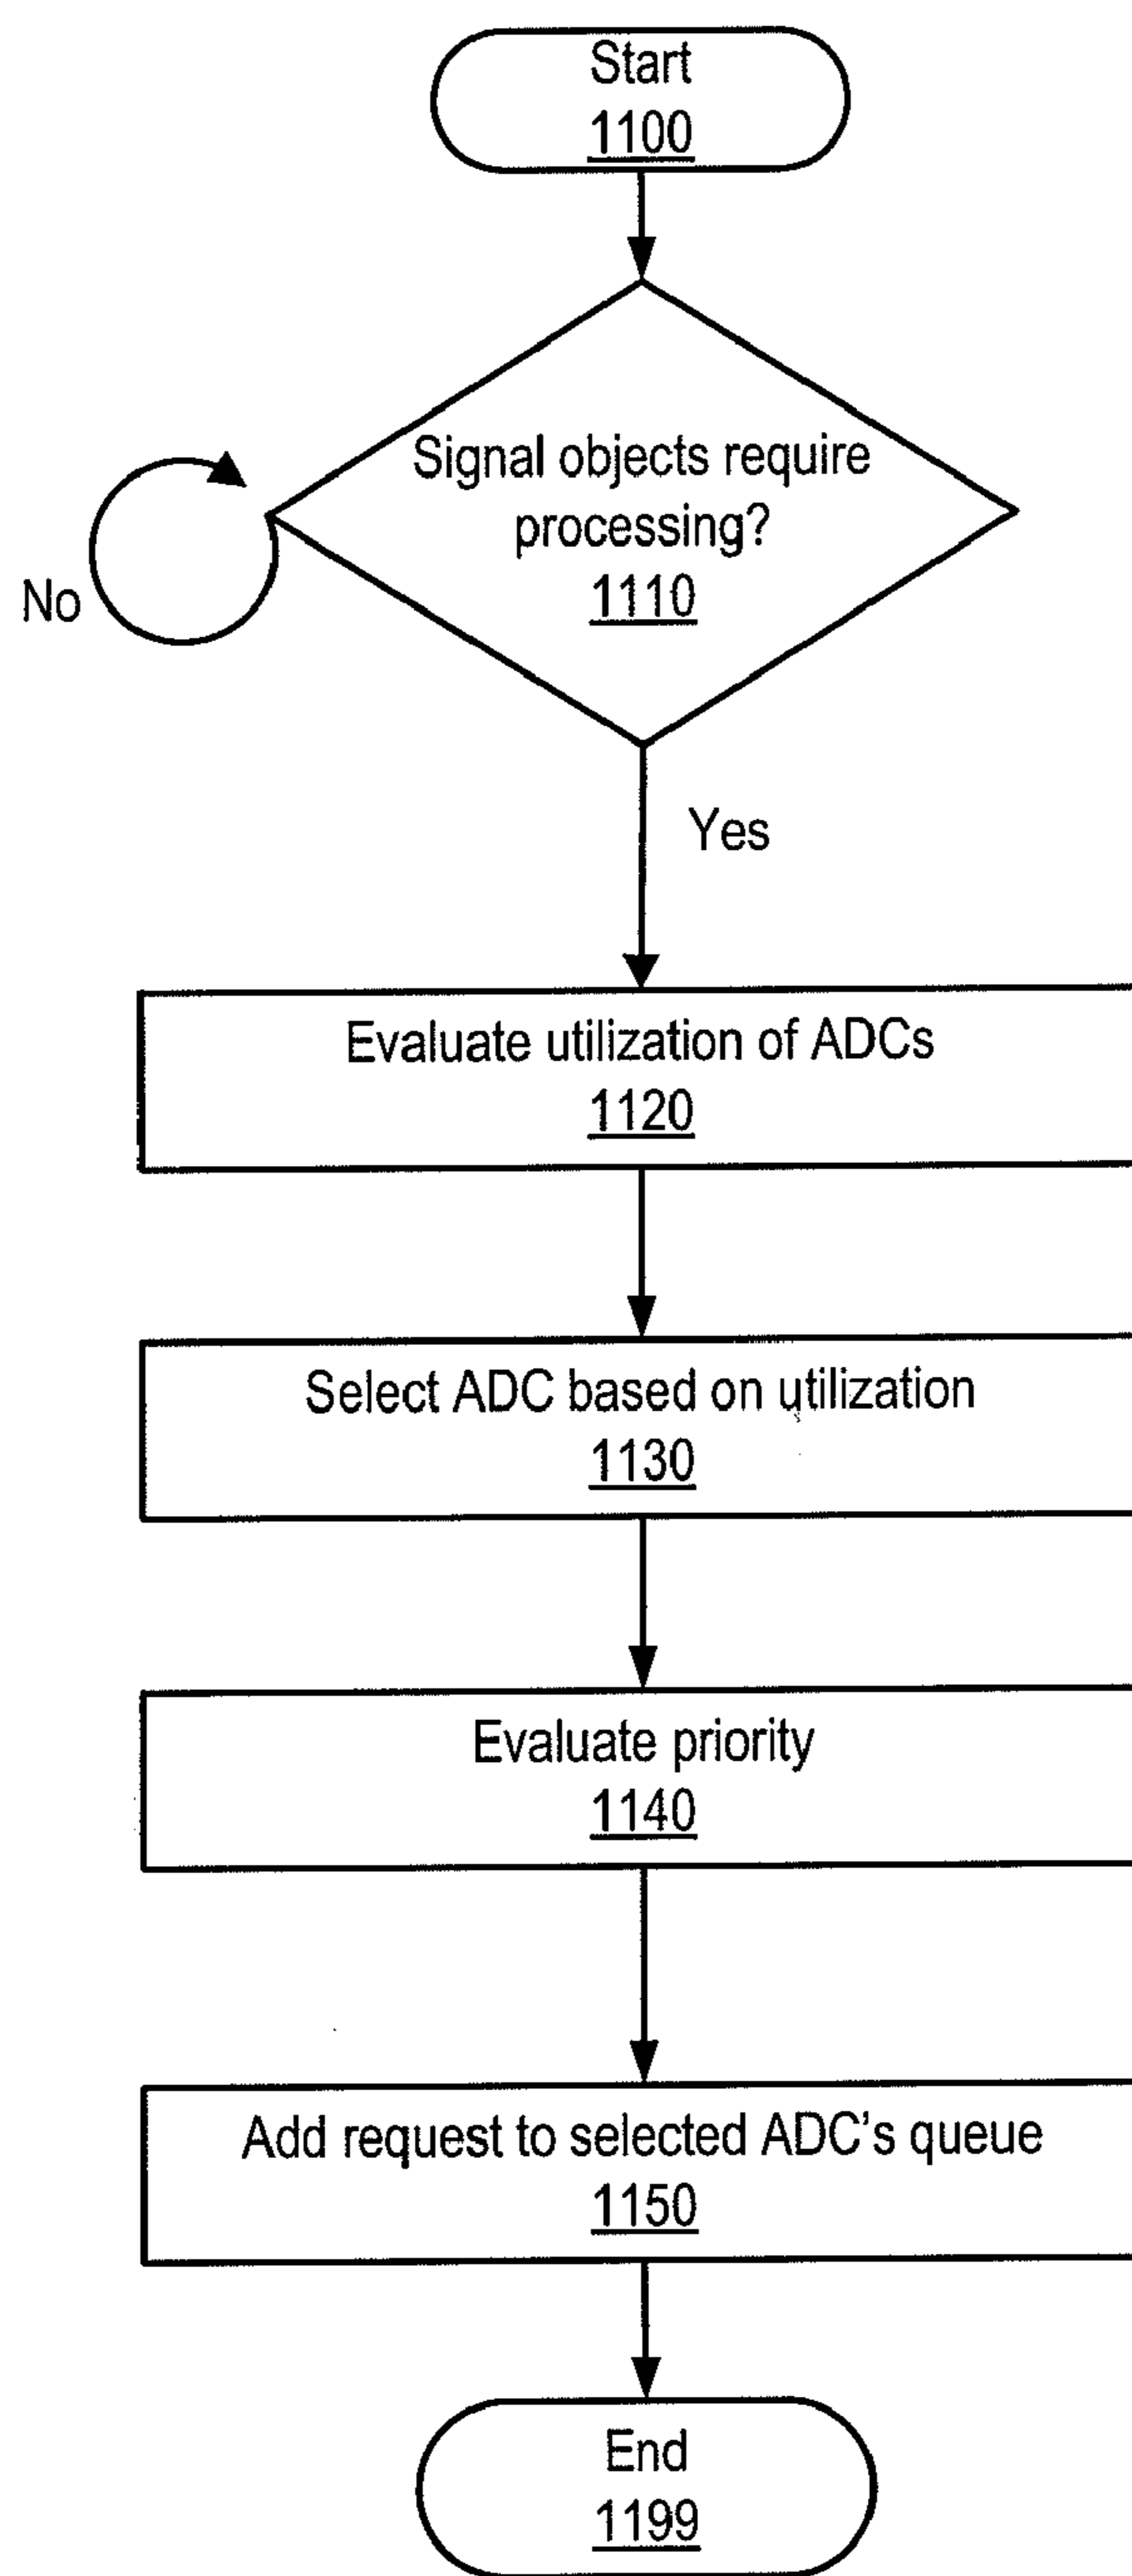 Start
1100
Signal objects require
processing?
1110
No
Yes
Evaluate utilization of ADCs
1120
Select ADC based on utilization
1130
Evaluate priority
1140
Add request to selected ADC's queue
1150
End
1199